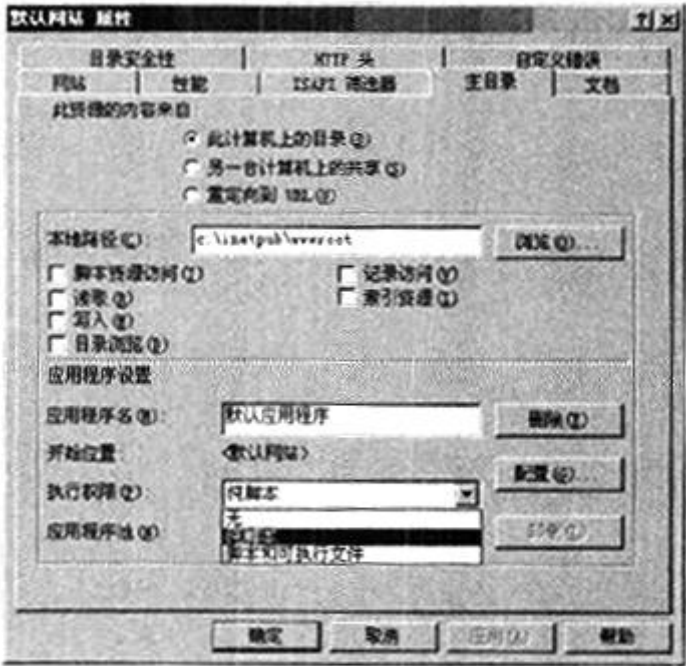 默认网站 属性
目录安全性 HTTP 头 自定义错误
网站 性能 ISAPI 筛选器 主目录 文档
此资源的内容来自
此计算机上的目录(D)
另一台计算机上的共享(S)
重定向到 URL(U)
本地路径(C): c:\inetpub\wwwroot 浏览(O)...
脚本资源访问(T) 记录访问(V)
读取(R) 索引资源(I)
写入(W)
目录浏览(B)
应用程序设置
应用程序名(M): 默认应用程序 删除(E)
开始位置: <默认网站>
配置(G)...
执行权限(P): 纯脚本
无
应用程序池(N)
脚本和可执行文件
确定 取消 应用(A) 帮助